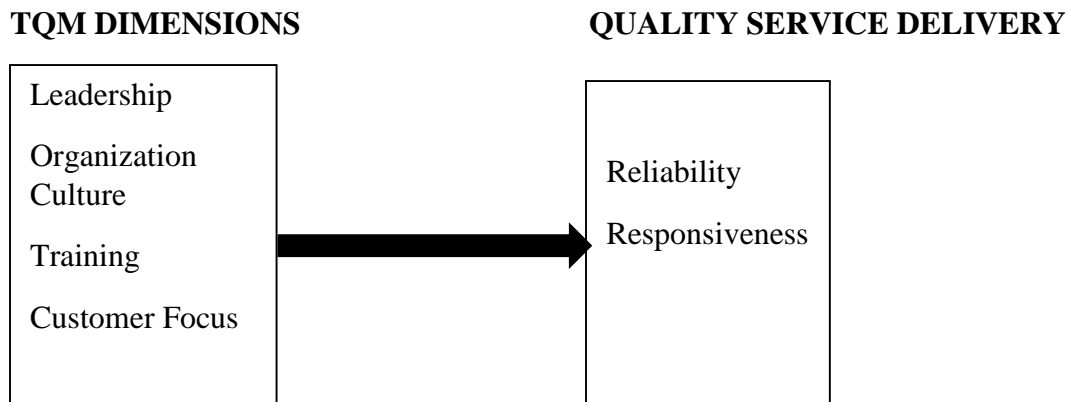 TQM DIMENSIONS
QUALITY SERVICE DELIVERY
Leadership
Organization
Culture
Training
Customer Focus
Reliability
Responsiveness